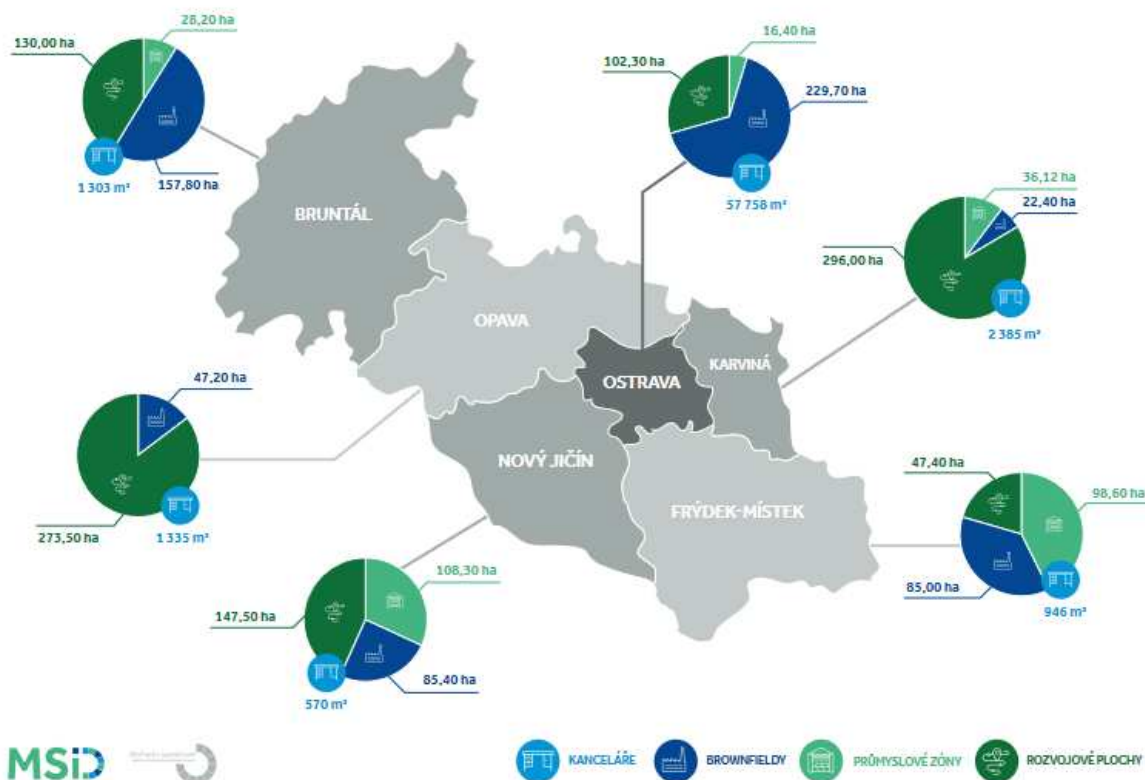 28,20 ha
130,00 ha
1 303 m²
157,80 ha
16,40 ha
102,30 ha
229,70 ha
57 758 m²
36,12 ha
22,40 ha
296,00 ha
2 385 m²
BRUNTÁL
OPAVA
OSTRAVA
KARVINÁ
NOVÝ JIČÍN
FRÝDEK-MÍSTEK
47,20 ha
273,50 ha
1 335 m²
47,40 ha
98,60 ha
85,00 ha
946 m²
108,30 ha
147,50 ha
85,40 ha
570 m²
MSiD
KANCELÁŘE
BROWNFIELDY
PRŮMYSLOVÉ ZÓNY
ROZVOJOVÉ PLOCHY